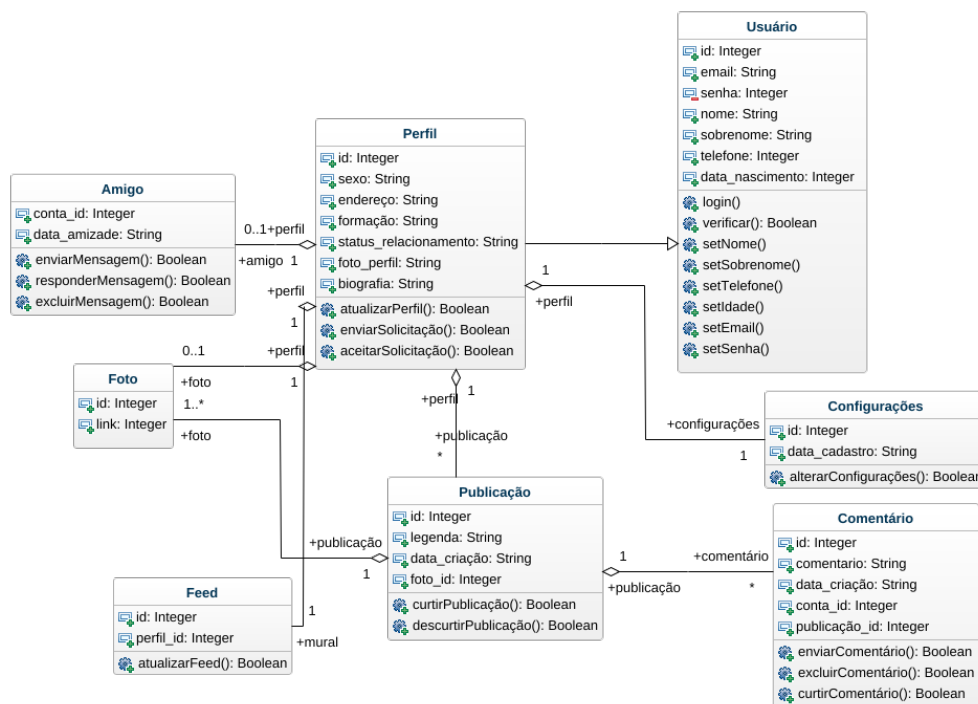 Usuário
id: Integer
email: String
senha: Integer
nome: String
sobrenome: String
telefone: Integer
data_nascimento: Integer
login()
verificar(): Boolean
setNome()
setSobrenome()
setTelefone()
setIdade()
setEmail()
setSenha()
Perfil
id: Integer
sexo: String
endereço: String
formação: String
status_relacionamento: String
foto_perfil: String
biografia: String
atualizarPerfil(): Boolean
enviarSolicitação(): Boolean
aceitarSolicitação(): Boolean
Amigo
conta_id: Integer
data_amizade: String
enviarMensagem(): Boolean
responderMensagem(): Boolean
excluirMensagem(): Boolean
0..1 +perfil
+amigo 1
+perfil
1
0..1 +perfil
+foto 1
1..*
+foto
1
+perfil
Foto
id: Integer
link: Integer
1
+perfil
+publicação
*
+configurações
1
Configurações
id: Integer
data_cadastro: String
alterarConfigurações(): Boolean
Publicação
id: Integer
legenda: String
data_criação: String
foto_id: Integer
curtirPublicação(): Boolean
descurtirPublicação(): Boolean
+publicação
1
1 +comentário
+publicação *
Comentário
id: Integer
comentario: String
data_criação: String
conta_id: Integer
publicação_id: Integer
enviarComentário(): Boolean
excluirComentário(): Boolean
curtirComentário(): Boolean
Feed
id: Integer
perfil_id: Integer
atualizarFeed(): Boolean
1
+mural